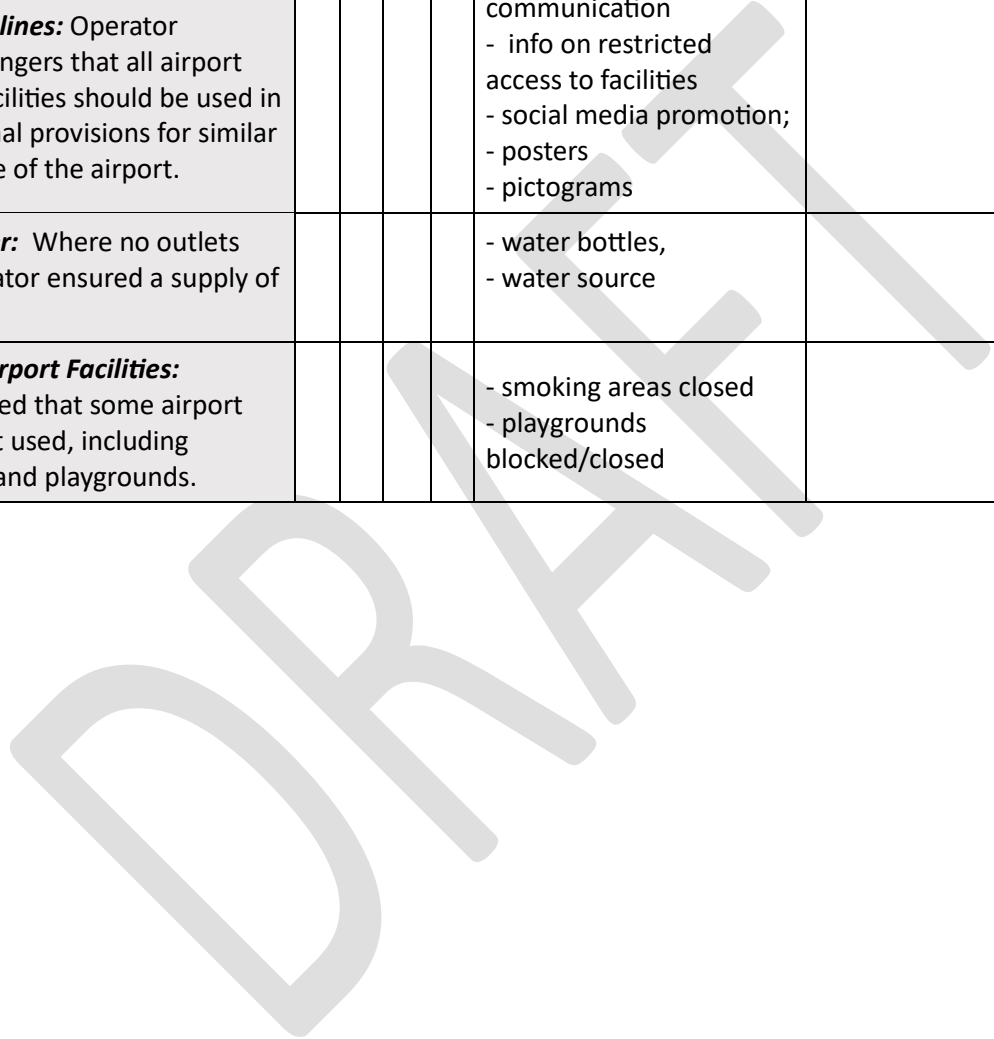 lines: Operator
ngers that all airport
cilities should be used in
nal provisions for similar
e of the airport.
communication
- info on restricted
access to facilities
- social media promotion;
- posters
- pictograms
r: Where no outlets
ator ensured a supply of
- water bottles,
- water source
rport Facilities:
ed that some airport
t used, including
and playgrounds.
- smoking areas closed
- playgrounds
blocked/closed
DRAFT